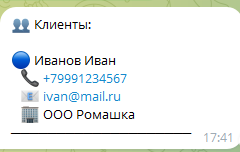 👥 Клиенты:
🔵 Иванов Иван
📞 +79991234567
📧 ivan@mail.ru
🏢 ООО Ромашка
17:41